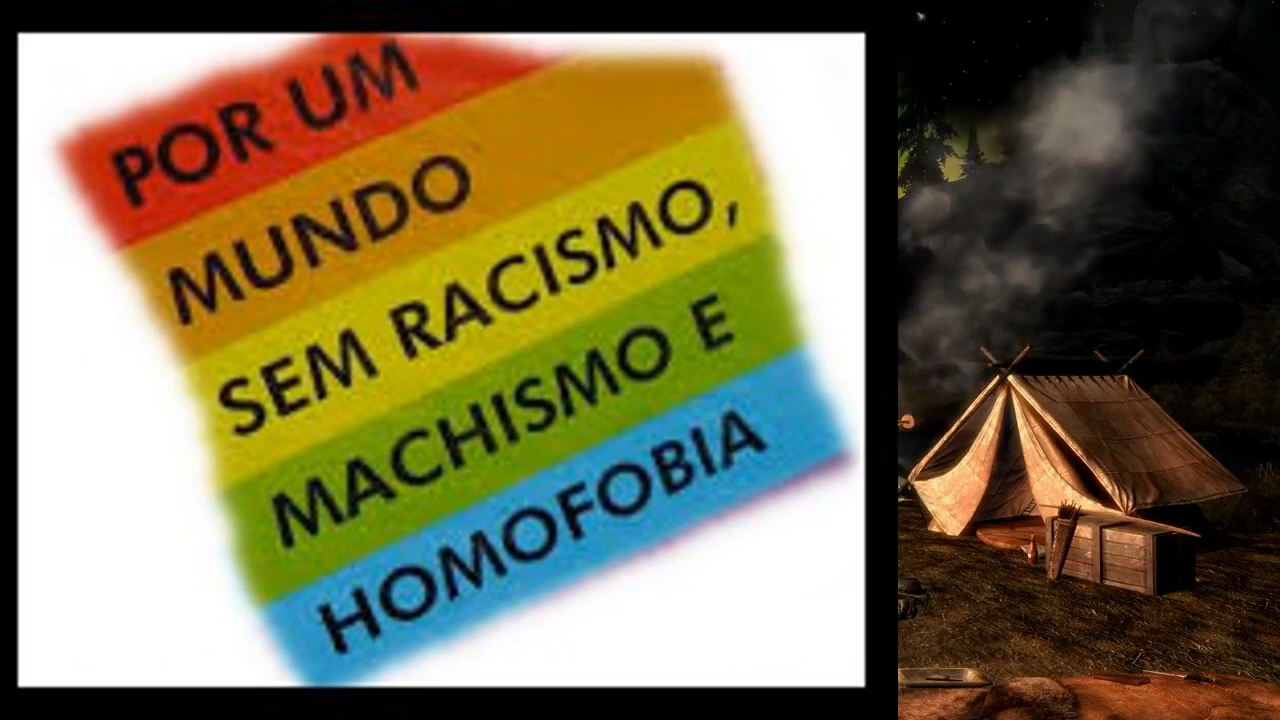 POR UM
MUNDO
SEM RACISMO,
MACHISMO E
HOMOFOBIA